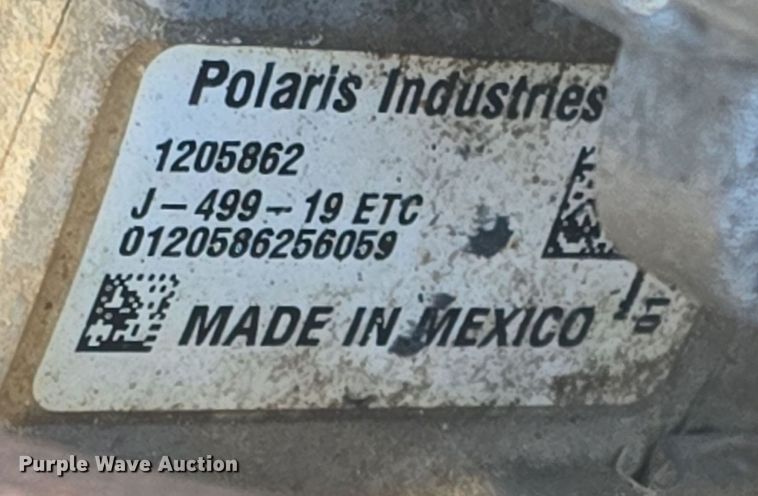 Polaris Industries
1205862
J-499-19 ETC
0120586256059
MADE IN MEXICO
Purple Wave Auction